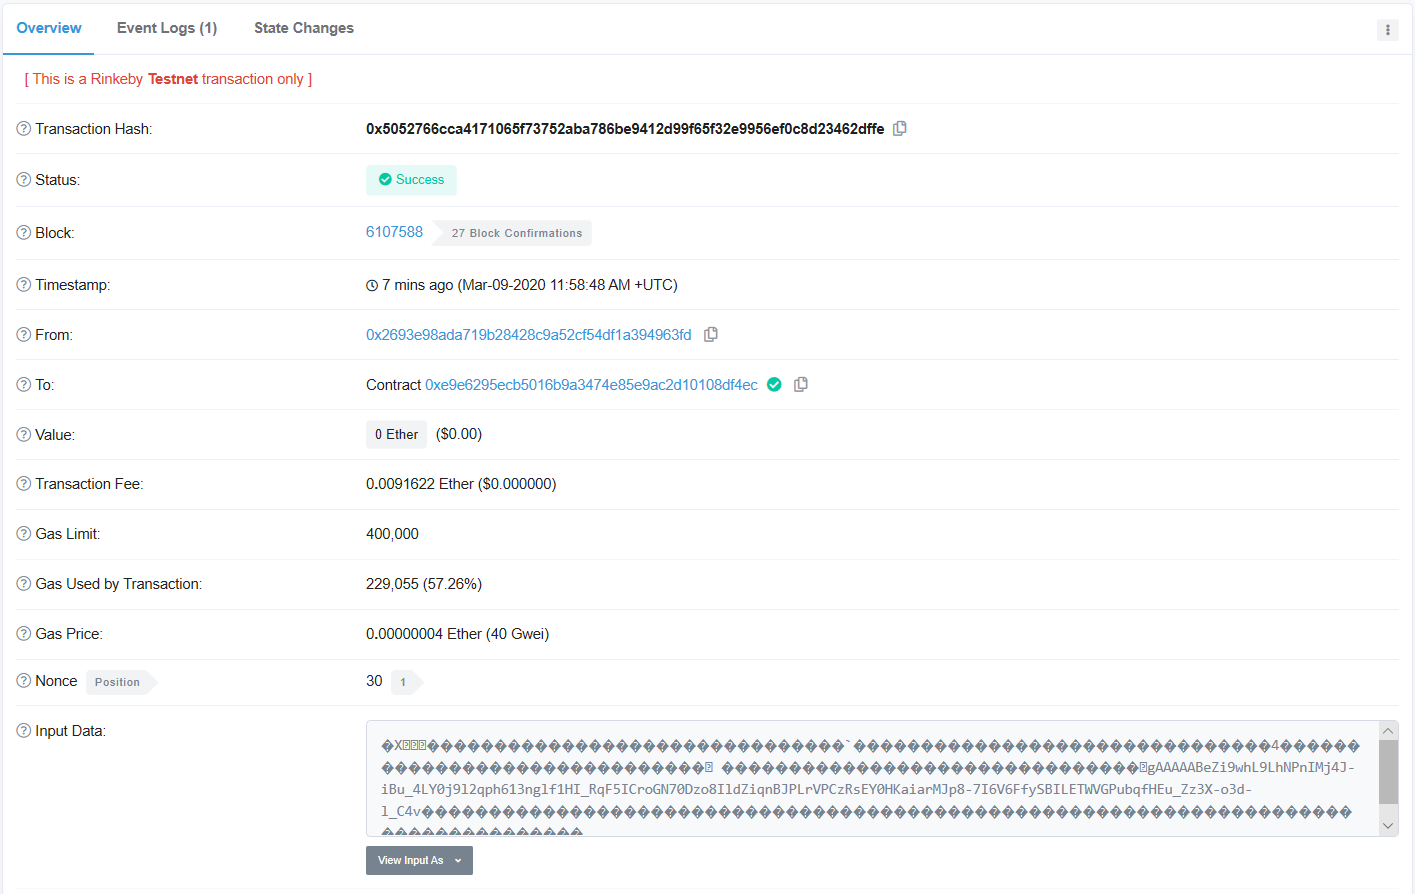 Overview Event Logs (1) State Changes
[ This is a Rinkeby Testnet transaction only ]
Transaction Hash: 0x5052766cca4171065f73752aba786be9412d99f65f32e9956ef0c8d23462dffe
Status: Success
Block: 6107588 27 Block Confirmations
Timestamp: 7 mins ago (Mar-09-2020 11:58:48 AM +UTC)
From: 0x2693e98ada719b28428c9a52cf54df1a394963fd
To: Contract 0xe9e6295ecb5016b9a3474e85e9ac2d10108df4ec
Value: 0 Ether ($0.00)
Transaction Fee: 0.0091622 Ether ($0.000000)
Gas Limit: 400,000
Gas Used by Transaction: 229,055 (57.26%)
Gas Price: 0.00000004 Ether (40 Gwei)
Nonce Position 30 1
Input Data:
gAAAAABeZi9whL9LhNPnIMj4J-
iBu_4LY0j9l2qph613nglf1HI_RqF5ICroGN70Dzo8IldZiqnBJPLrVPCzRsEY0HKaiarMJp8-7I6V6FfySBILETWVGPubqfHEu_Zz3X-o3d-
l_C4v
View Input As